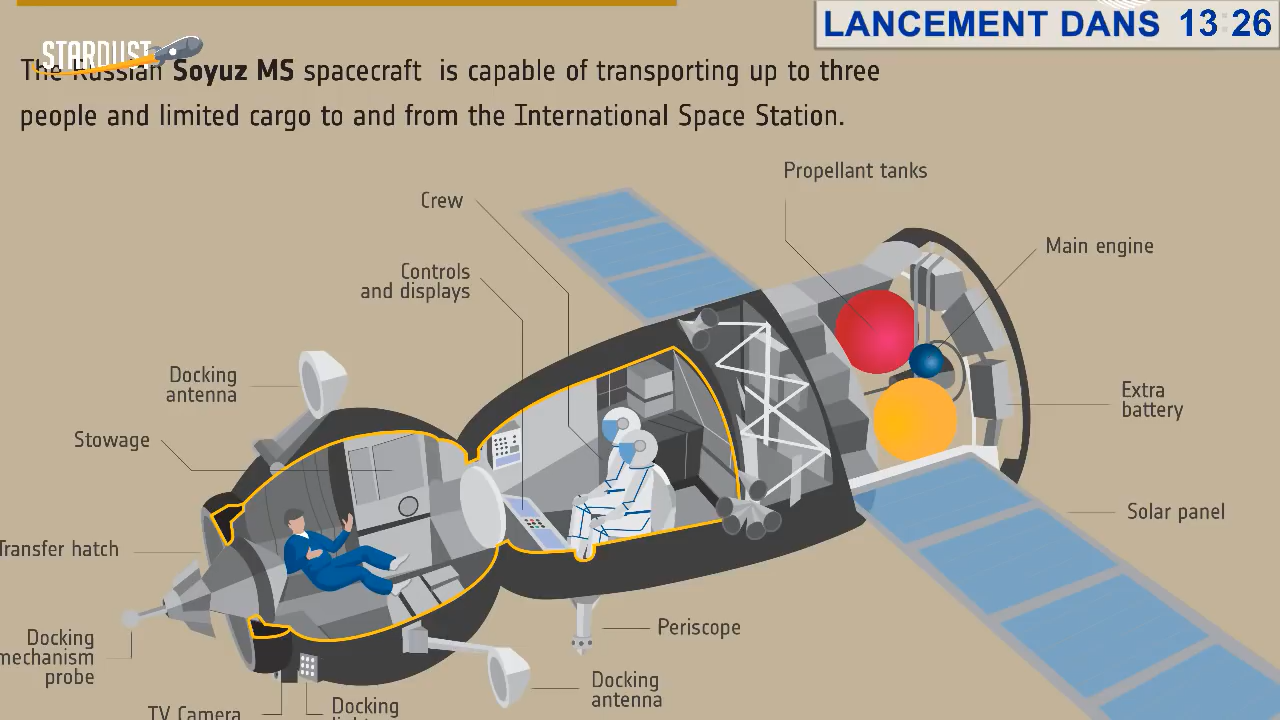 LANCEMENT DANS 13:26
STARDUST
The Russian Soyuz MS spacecraft is capable of transporting up to three
people and limited cargo to and from the International Space Station.
Propellant tanks
Crew
Main engine
Controls
and displays
Docking
antenna
Extra
battery
Stowage
Solar panel
Transfer hatch
Periscope
Docking
mechanism
probe
Docking
antenna
TV Camera
Docking